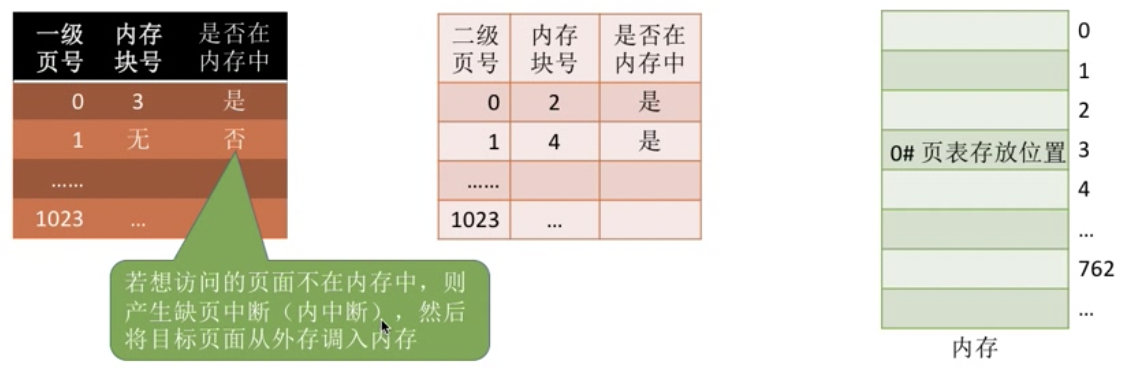 一级页号 内存块号 是否在内存中
0 3 是
1 无 否
......
1023 ...
若想访问的页面不在内存中，则
产生缺页中断（内中断），然后
将目标页面从外存调入内存
二级页号 内存块号 是否在内存中
0 2 是
1 4 是
......
1023 ...
0
1
2
0# 页表存放位置 3
4
...
762
...
内存